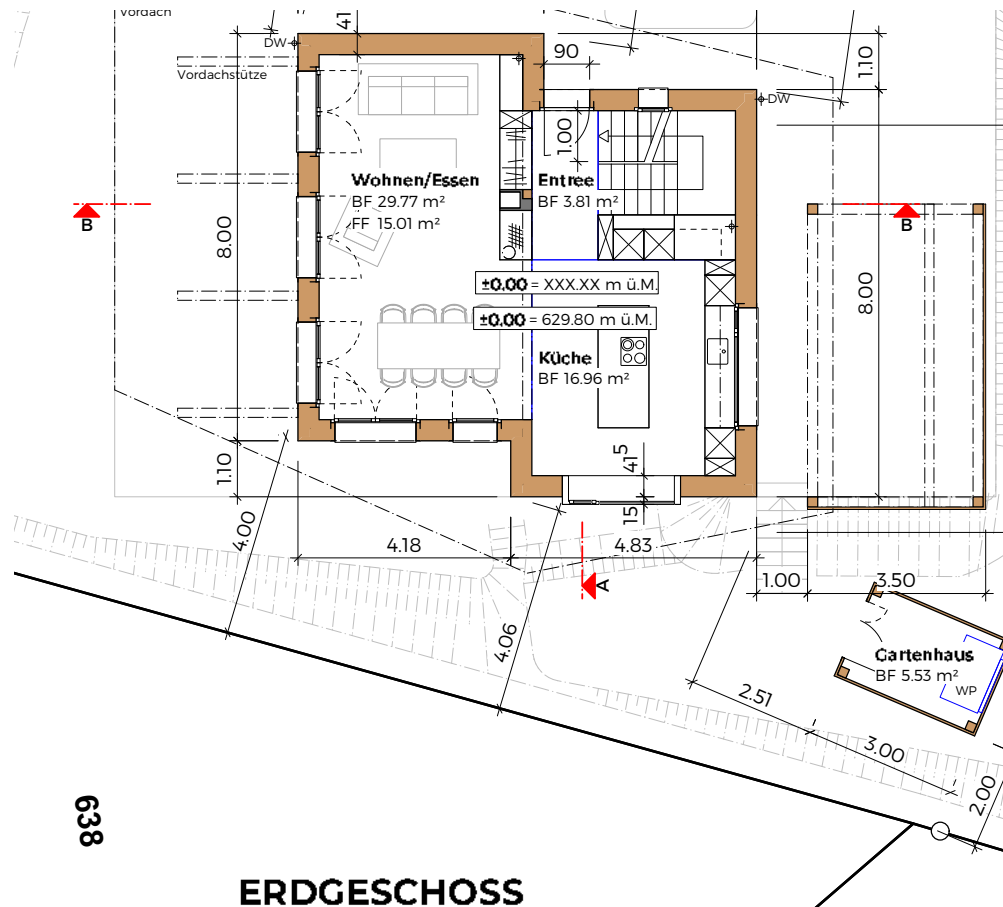 Vordach
41
DW
90
1.10
Vordachstütze
DW
1.00
Wohnen/Essen
BF 29.77 m²
FF 15.01 m²
Entree
BF 3.81 m²
B
B
8.00
8.00
±0.00 = XXX.XX m ü.M.
±0.00 = 629.80 m ü.M.
Küche
BF 16.96 m²
1.10
41⁵
15
4.00
4.18
4.83
1.00
3.50
A
4.06
Gartenhaus
BF 5.53 m²
WP
2.51
3.00
2.00
638
ERDGESCHOSS